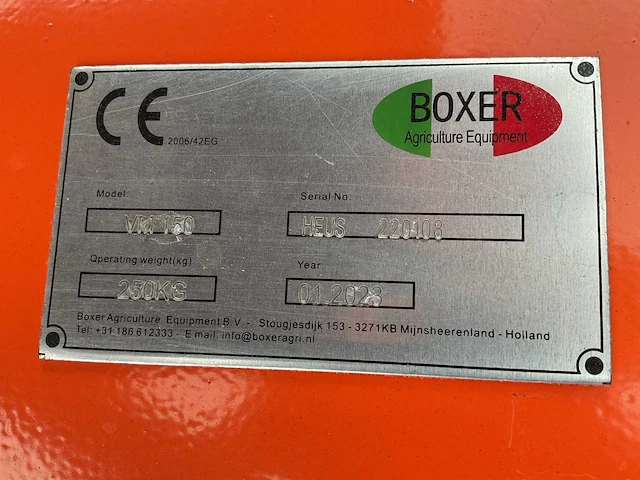 CE
2006/42EG
BOXER
Agriculture Equipment
Model
VM 150
Serial No.
HEUS 220108
Operating weight(kg)
250KG
Year
01.2023
Boxer Agriculture Equipment B.V - Stougjesdijk 153 - 3271KB Mijnsheerenland - Holland
Tel: +31 186 612333 - E mail: info@boxeragri.nl